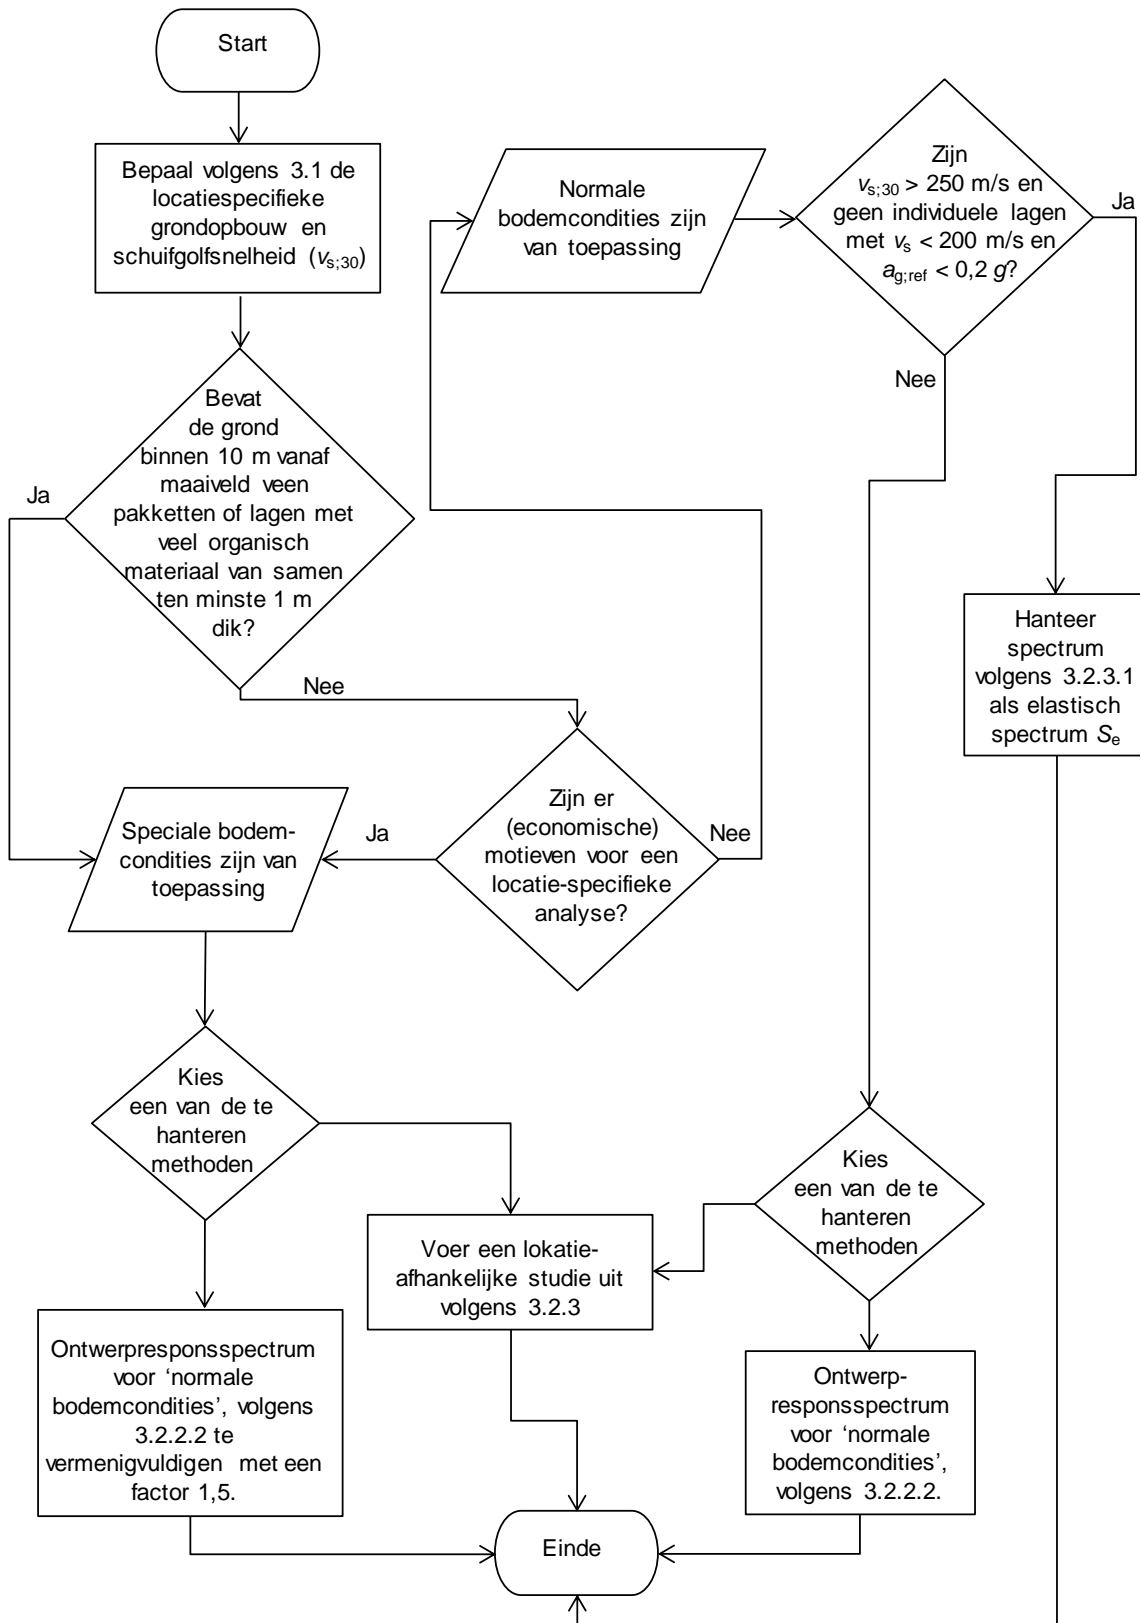 Start
Bepaal volgens 3.1 de
locatiespecifieke
grondopbouw en
schuifgolfsnelheid (vs;30)
Bevat
de grond
binnen 10 m vanaf
maaiveld veen
pakketten of lagen met
veel organisch
materiaal van samen
ten minste 1 m
dik?
Ja
Nee
Normale
bodemcondities zijn
van toepassing
Zijn
vs;30 > 250 m/s en
geen individuele lagen
met vs < 200 m/s en
ag;ref < 0,2 g?
Ja
Nee
Hanteer
spectrum
volgens 3.2.3.1
als elastisch
spectrum Se
Zijn er
(economische)
motieven voor een
locatie-specifieke
analyse?
Ja
Nee
Speciale bodem-
condities zijn van
toepassing
Kies
een van de te
hanteren
methoden
Kies
een van de te
hanteren
methoden
Voer een lokatie-
afhankelijke studie uit
volgens 3.2.3
Ontwerpresponsspectrum
voor ‘normale
bodemcondities’, volgens
3.2.2.2 te
vermenigvuldigen met een
factor 1,5.
Ontwerp-
responsspectrum
voor ‘normale
bodemcondities’,
volgens 3.2.2.2.
Einde